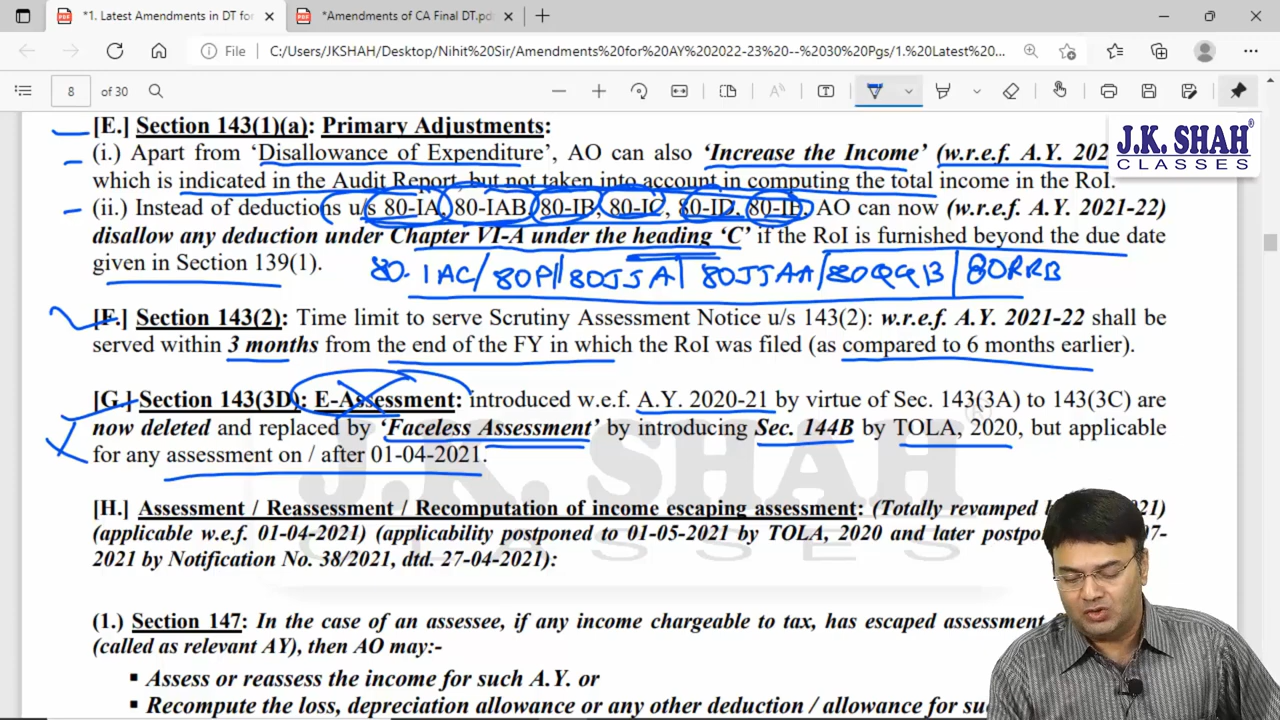 *1. Latest Amendments in DT for
*Amendments of CA Final DT.pd
File
C:/Users/JKSHAH/Desktop/Nihit%20Sir/Amendments%20for%20AY%202022-23%20--%2030%20Pgs/1.%20Latest%20...
8 of 30
J.K. SHAH®
CLASSES
[E.] Section 143(1)(a): Primary Adjustments:
(i.) Apart from ‘Disallowance of Expenditure’, AO can also ‘Increase the Income’ (w.r.e.f. A.Y. 202
which is indicated in the Audit Report, but not taken into account in computing the total income in the RoI.
(ii.) Instead of deductions u/s 80-IA, 80-IAB, 80-IB, 80-IC, 80-ID, 80-IE, AO can now (w.r.e.f. A.Y. 2021-22)
disallow any deduction under Chapter VI-A under the heading ‘C’ if the RoI is furnished beyond the due date
given in Section 139(1).
80. IAC / 80P / 80JJA / 80JJAA / 80QQB / 80RRB
[F.] Section 143(2): Time limit to serve Scrutiny Assessment Notice u/s 143(2): w.r.e.f. A.Y. 2021-22 shall be
served within 3 months from the end of the FY in which the RoI was filed (as compared to 6 months earlier).
[G.] Section 143(3D): E-Assessment: introduced w.e.f. A.Y. 2020-21 by virtue of Sec. 143(3A) to 143(3C) are
now deleted and replaced by ‘Faceless Assessment’ by introducing Sec. 144B by TOLA, 2020, but applicable
for any assessment on / after 01-04-2021.
J.K. SHAH
CLASSES
[H.] Assessment / Reassessment / Recomputation of income escaping assessment: (Totally revamped
(applicable w.e.f. 01-04-2021) (applicability postponed to 01-05-2021 by TOLA, 2020 and later 07-
2021 by Notification No. 38/2021, dtd. 27-04-2021):
(1.) Section 147: In the case of an assessee, if any income chargeable to tax, has escaped assessment
(called as relevant AY), then AO may:-
▪ Assess or reassess the income for such A.Y. or
▪ Recompute the loss, depreciation allowance or any other deduction / allowance for